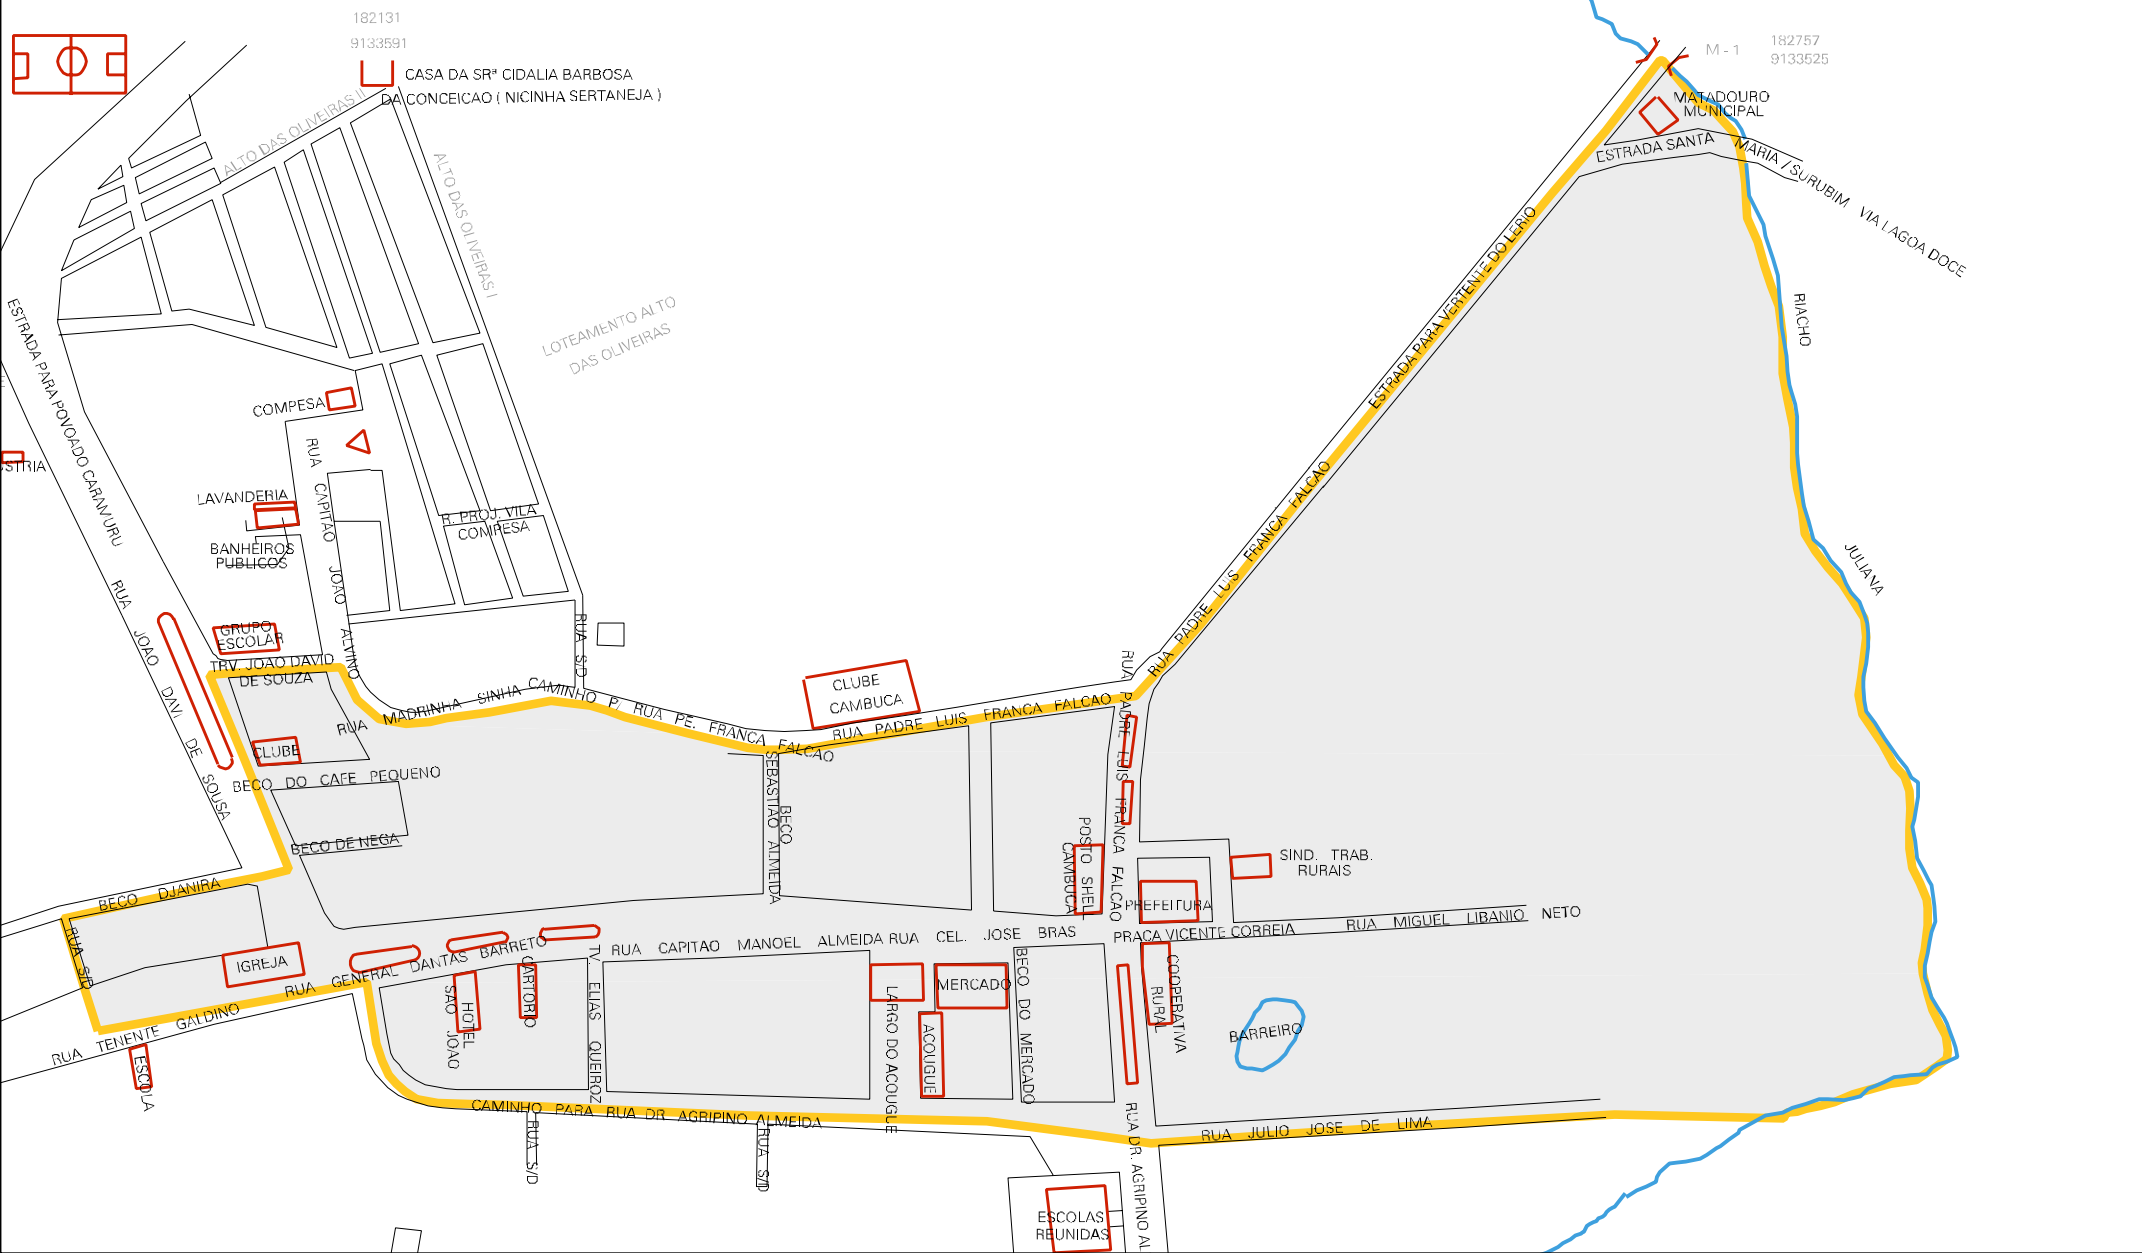 182131
9133591
CASA DA SRª CIDALIA BARBOSA
DA CONCEICAO ( NICINHA SERTANEJA )
M - 1
182757
9133525
MATADOURO
MUNICIPAL
ESTRADA SANTA MARIA / SURUBIM VIA LAGOA DOCE
ALTO DAS OLIVEIRAS II
ALTO DAS OLIVEIRAS I
LOTEAMENTO ALTO
DAS OLIVEIRAS
ESTRADA PARA VERTENTE DO LERIO
RIACHO
JULIANA
ESTRADA PARA POVOADO CARAMURU
COMPESA
STRIA
RUA CAPITAO JOAO ALVINO
LAVANDERIA
BANHEIROS
PUBLICOS
R. PROJ. VILA
COMPESA
RUA JOAO DAVI DE SOUSA
GRUPO
ESCOLAR
TRV. JOAO DAVID
DE SOUZA
RUA S/D
RUA PADRE LUIS FRANCA FALCAO
CLUBE
CAMBUCA
RUA MADRINHA SINHA
CAMINHO P/ RUA PE. FRANCA FALCAO
RUA PADRE LUIS FRANCA FALCAO
RUA PADRE LUIS FRANCA FALCAO
CLUBE
BECO DO CAFE PEQUENO
BECO DE NEGA
BECO
SEBASTIAO ALMEIDA
POSTO SHELL
CAMBUCA
SIND. TRAB.
RURAIS
PREFEITURA
BECO DJANIRA
RUA S/D
IGREJA
RUA GENERAL DANTAS BARRETO
RUA CAPITAO MANOEL ALMEIDA
RUA CEL. JOSE BRAS
PRACA VICENTE CORREIA
RUA MIGUEL LIBANIO NETO
HOTEL
SAO JOAO
CARTORIO
TV. ELIAS QUEIROZ
LARGO DO ACOUGUE
MERCADO
ACOUGUE
BECO DO MERCADO
COOPERATIVA
RURAL
BARREIRO
RUA TENENTE GALDINO
ESCOLA
CAMINHO PARA RUA DR AGRIPINO ALMEIDA
RUA S/D
RUA S/D
RUA DR. AGRIPINO AL
RUA JULIO JOSE DE LIMA
ESCOLAS
REUNIDAS